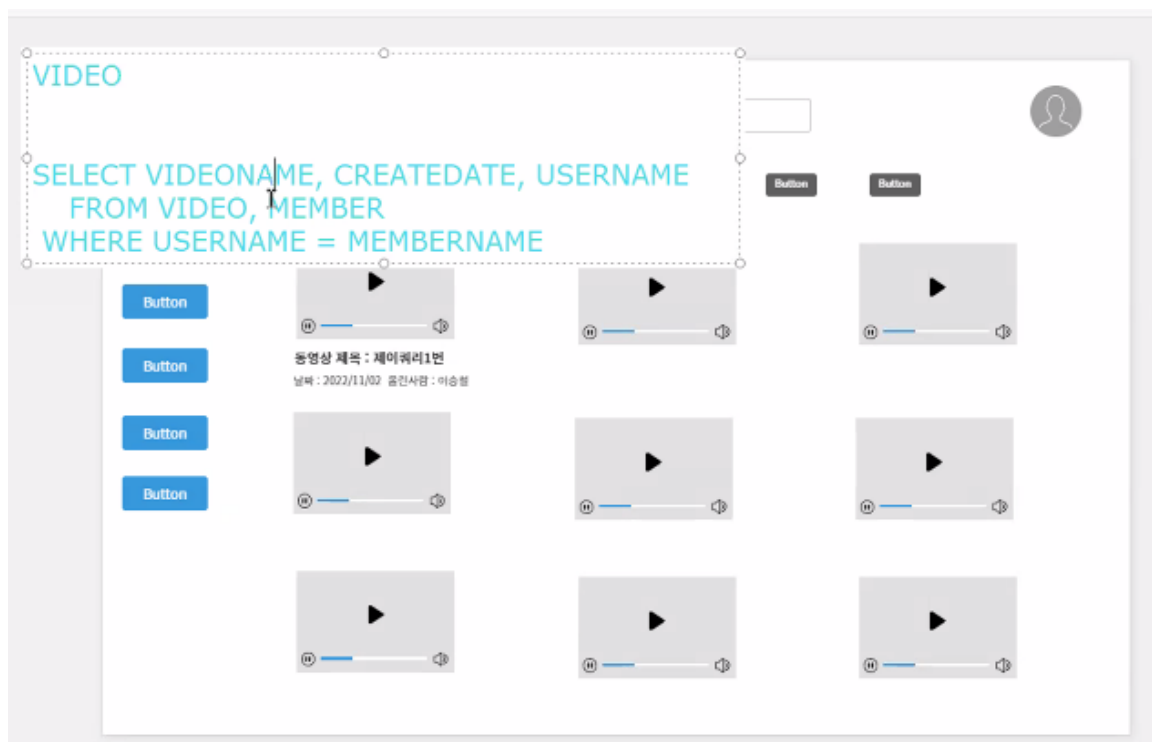 VIDEO
SELECT VIDEONAME, CREATEDATE, USERNAME
FROM VIDEO, MEMBER
WHERE USERNAME = MEMBERNAME
Button Button
Button
Button
동영상 제목 : 제이쿼리1번
날짜 : 2022/11/02 올린사람 : 이승철
Button
Button